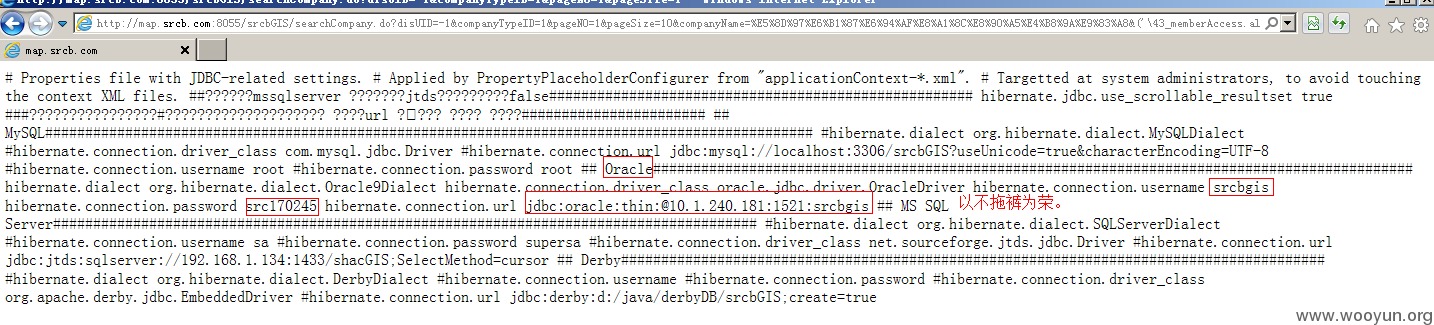 http://map.srcb.com:8055/srcbGIS/searchCompany.do?disUID=-1&companyTypeID=1&pageNO=1&pageSize=10&companyName=%E5%8D%97%E6%B1%87%E6%94%AF%E8%A1%8C%E8%90%A5%E4%B8%9A%E9%83%A8&('\43_memberAccess.al
map.srcb.com
# Properties file with JDBC-related settings. # Applied by PropertyPlaceholderConfigurer from "applicationContext-*.xml". # Targetted at system administrators, to avoid touching
the context XML files. ##??????mssqlserver ???????jtds?????????false################################################### hibernate.jdbc.use_scrollable_resultset true
###????????????????#???????????????????? ????url ?????? ???? ????####################### ##
MySQL############################################################################################# #hibernate.dialect org.hibernate.dialect.MySQLDialect
#hibernate.connection.driver_class com.mysql.jdbc.Driver #hibernate.connection.url jdbc:mysql://localhost:3306/srcbGIS?useUnicode=true&characterEncoding=UTF-8
#hibernate.connection.username root #hibernate.connection.password root ## Oracle############################################################################################
hibernate.dialect org.hibernate.dialect.Oracle9Dialect hibernate.connection.driver_class oracle.jdbc.driver.OracleDriver hibernate.connection.username srcbgis
hibernate.connection.password src170245 hibernate.connection.url jdbc:oracle:thin:@10.1.240.181:1521:srcbgis ## MS SQL 以不拖裤为荣。
Server##################################################################################### #hibernate.dialect org.hibernate.dialect.SQLServerDialect
#hibernate.connection.username sa #hibernate.connection.password supersa #hibernate.connection.driver_class net.sourceforge.jtds.jdbc.Driver #hibernate.connection.url
jdbc:jtds:sqlserver://192.168.1.134:1433/shacGIS;SelectMethod=cursor ## Derby#####################################################################################
#hibernate.dialect org.hibernate.dialect.DerbyDialect #hibernate.connection.username #hibernate.connection.password #hibernate.connection.driver_class
org.apache.derby.jdbc.EmbeddedDriver #hibernate.connection.url jdbc:derby:d:/java/derbyDB/srcbGIS;create=true
www.wooyun.org